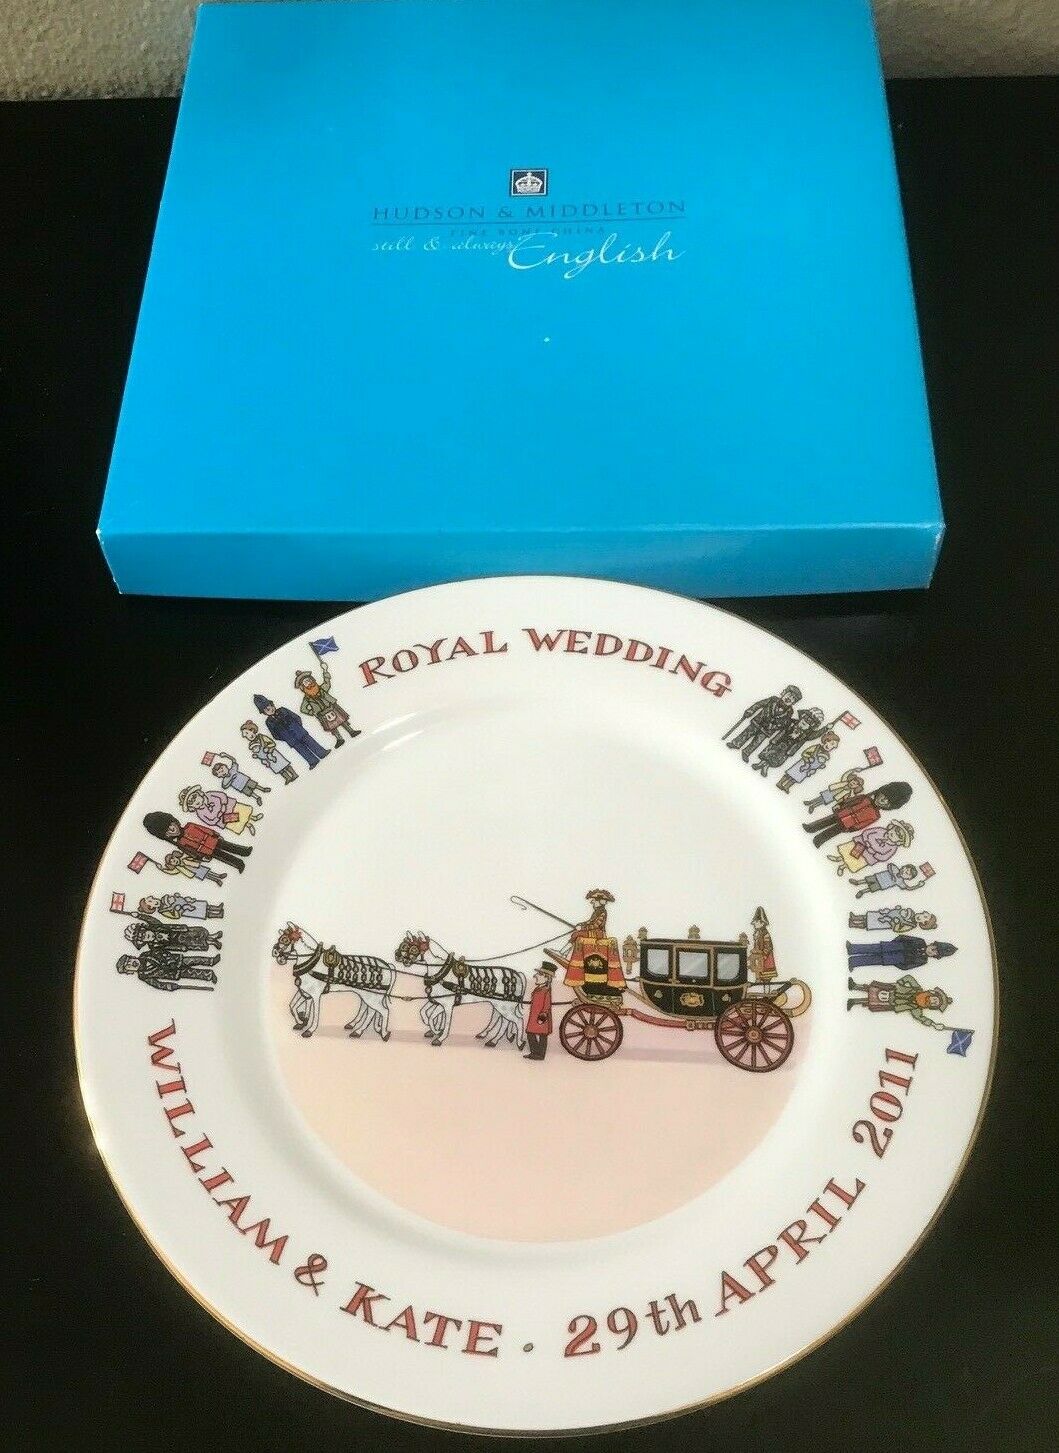 HUDSON & MIDDLETON
FINE BONE CHINA
still & always English
ROYAL WEDDING
WILLIAM & KATE · 29th APRIL 2011